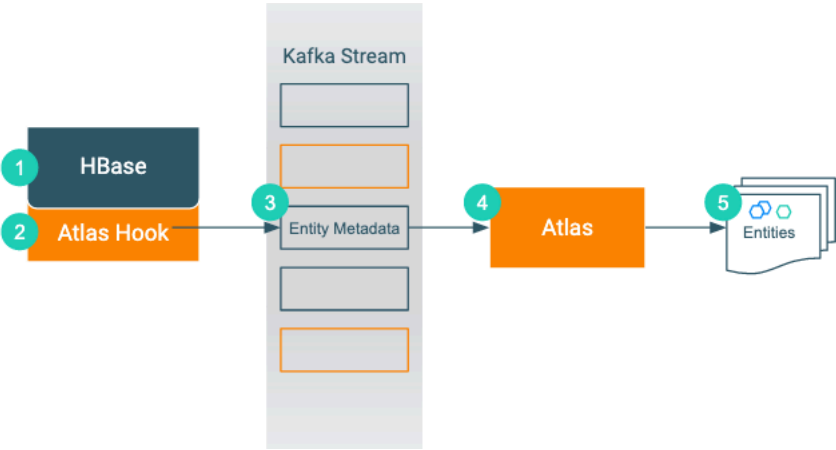 Kafka Stream
1
HBase
2
Atlas Hook
3
Entity Metadata
4
Atlas
5
Entities